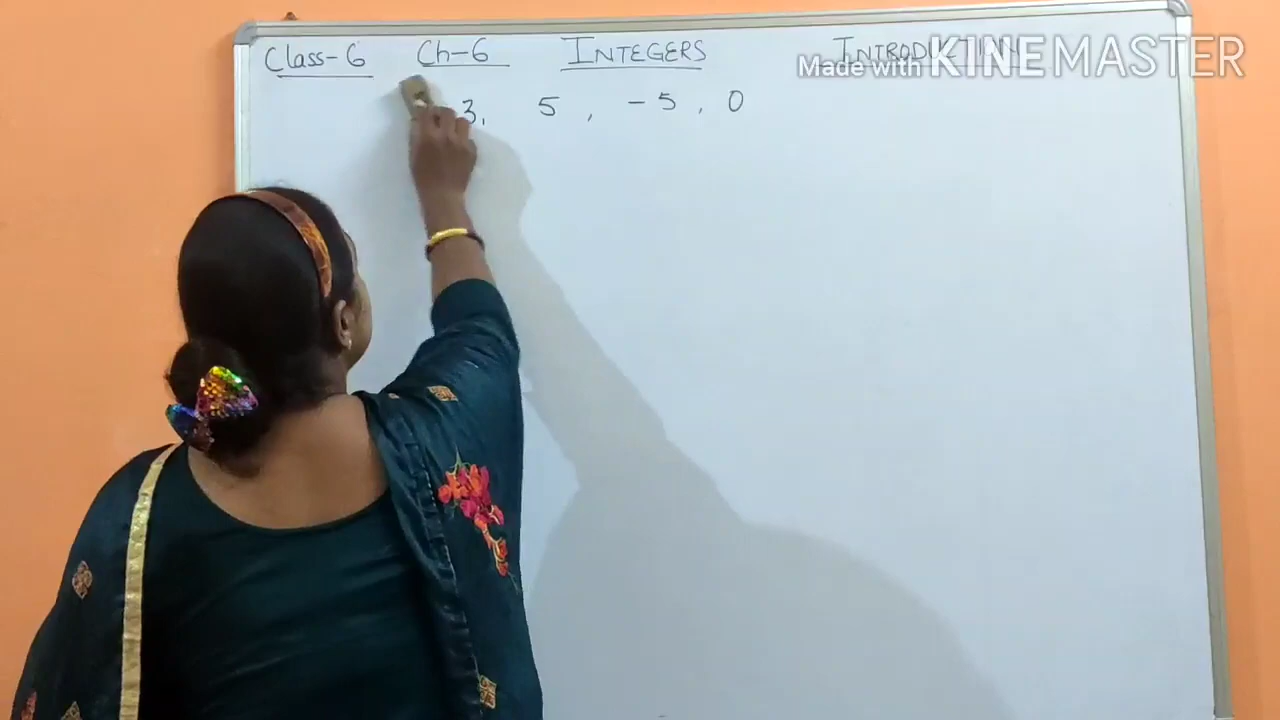 Class-6 Ch-6 INTEGERS INTRODUCTION
Made with KINEMASTER
3, 5, -5, 0